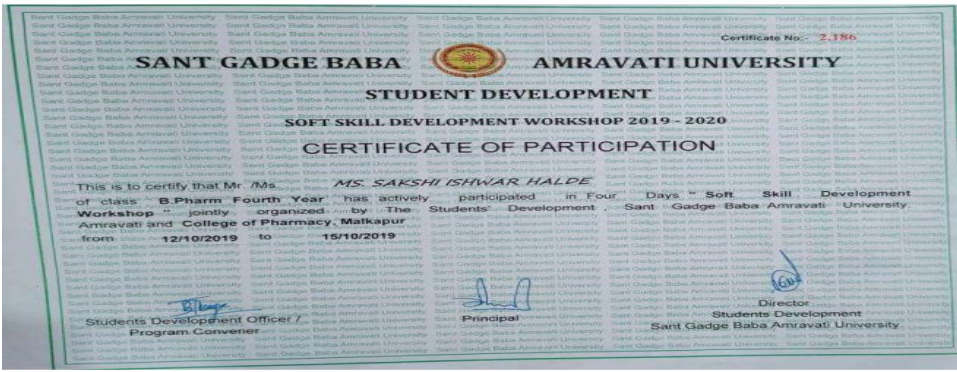 Certificate No:- 2,186
SANT GADGE BABA AMRAVATI UNIVERSITY
STUDENT DEVELOPMENT
SOFT SKILL DEVELOPMENT WORKSHOP 2019 - 2020
CERTIFICATE OF PARTICIPATION
This is to certify that Mr. /Ms. MS. SAKSHI ISHWAR HALDE
of class B.Pharm Fourth Year has actively participated in Four Days " Soft Skill Development
Workshop " jointly organized by The Students' Development , Sant Gadge Baba Amravati University
Amravati and College of Pharmacy, Malkapur
from 12/10/2019 to 15/10/2019
Students Development Officer /
Program Convener
Principal
Director
Students Development
Sant Gadge Baba Amravati University